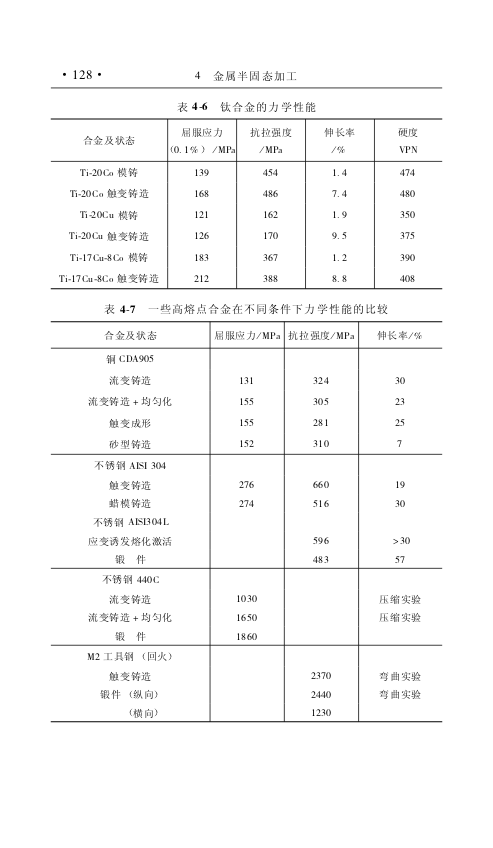 ·128· 4 金属半固态加工
表 4-6 钛合金的力学性能
合金及状态 屈服应力 (0.1%)/MPa 抗拉强度 /MPa 伸长率 /% 硬度 VPN
Ti-20Co 模铸 139 454 1.4 474
Ti-20Co 触变铸造 168 486 7.4 480
Ti-20Cu 模铸 121 162 1.9 350
Ti-20Cu 触变铸造 126 170 9.5 375
Ti-17Cu-8Co 模铸 183 367 1.2 390
Ti-17Cu-8Co 触变铸造 212 388 8.8 408
表 4-7 一些高熔点合金在不同条件下力学性能的比较
合金及状态 屈服应力/MPa 抗拉强度/MPa 伸长率/%
铜 CDA905
流变铸造 131 324 30
流变铸造+均匀化 155 305 23
触变成形 155 281 25
砂型铸造 152 310 7
不锈钢 AISI 304
触变铸造 276 660 19
蜡模铸造 274 516 30
不锈钢 AISI304L
应变诱发熔化激活 596 >30
锻 件 483 57
不锈钢 440C
流变铸造 1030 压缩实验
流变铸造+均匀化 1650 压缩实验
锻 件 1860
M2 工具钢(回火)
触变铸造 2370 弯曲实验
锻件(纵向) 2440 弯曲实验
(横向) 1230